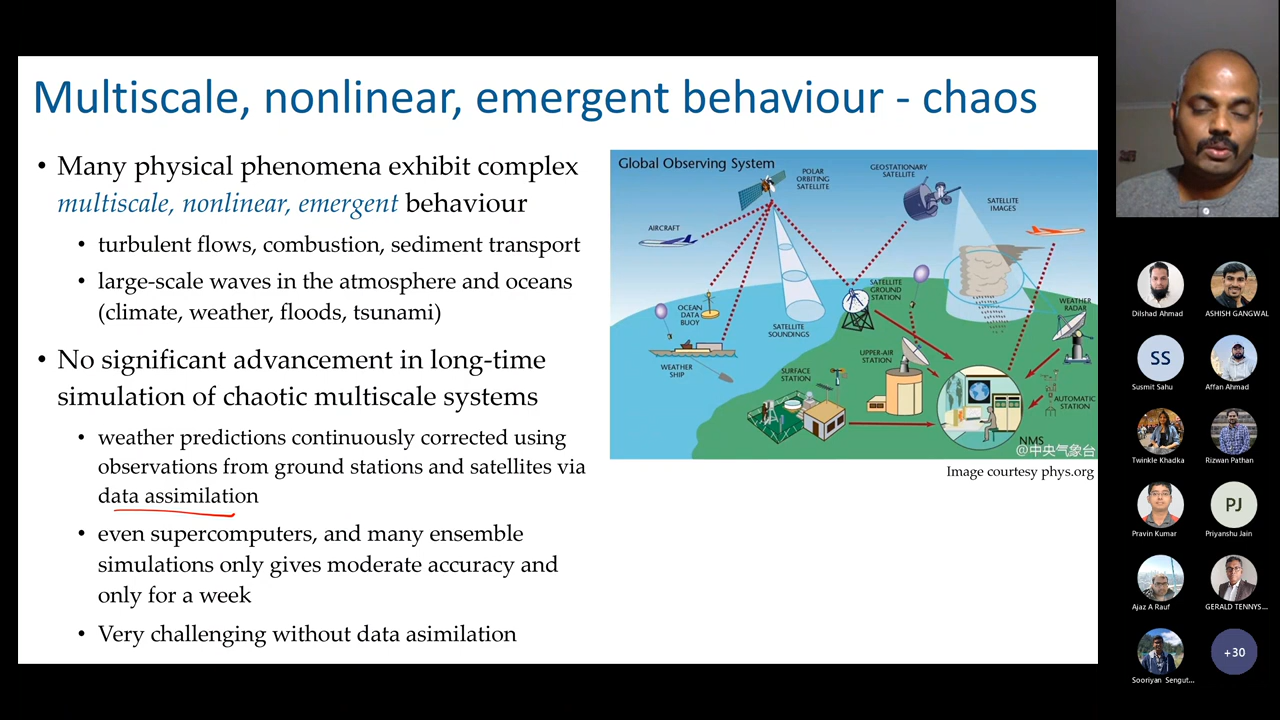 Multiscale, nonlinear, emergent behaviour - chaos
• Many physical phenomena exhibit complex
multiscale, nonlinear, emergent behaviour
• turbulent flows, combustion, sediment transport
• large-scale waves in the atmosphere and oceans
(climate, weather, floods, tsunami)
• No significant advancement in long-time
simulation of chaotic multiscale systems
• weather predictions continuously corrected using
observations from ground stations and satellites via
data assimilation
• even supercomputers, and many ensemble
simulations only gives moderate accuracy and
only for a week
• Very challenging without data asimilation
Global Observing System
POLAR
ORBITING
SATELLITE
GEOSTATIONARY
SATELLITE
SATELLITE
IMAGES
AIRCRAFT
OCEAN
DATA
BUOY
SATELLITE
SOUNDINGS
SATELLITE
GROUND
STATION
WEATHER
RADAR
WEATHER
SHIP
UPPER-AIR
STATION
SURFACE
STATION
AUTOMATIC
STATION
NMS
@中央气象台
Image courtesy phys.org
Dilshad Ahmad
ASHISH GANGWAL
SS
Susmit Sahu
Affan Ahmad
Twinkle Khadka
Rizwan Pathan
Pravin Kumar
PJ
Priyanshu Jain
Ajaz A Rauf
GERALD TENNYS...
Sooriyan Sengut...
+30